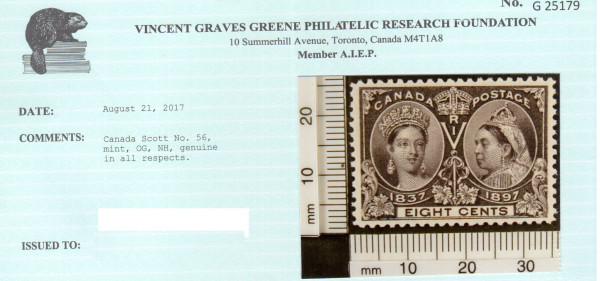 No. G 25179
VINCENT GRAVES GREENE PHILATELIC RESEARCH FOUNDATION
10 Summerhill Avenue, Toronto, Canada M4T1A8
Member A.I.E.P.
DATE: August 21, 2017
COMMENTS: Canada Scott No. 56,
mint, OG, NH, genuine
in all respects.
ISSUED TO:
20
10
mm
CANADA POSTAGE
V R I
1837 1897
EIGHT CENTS
mm 10 20 30